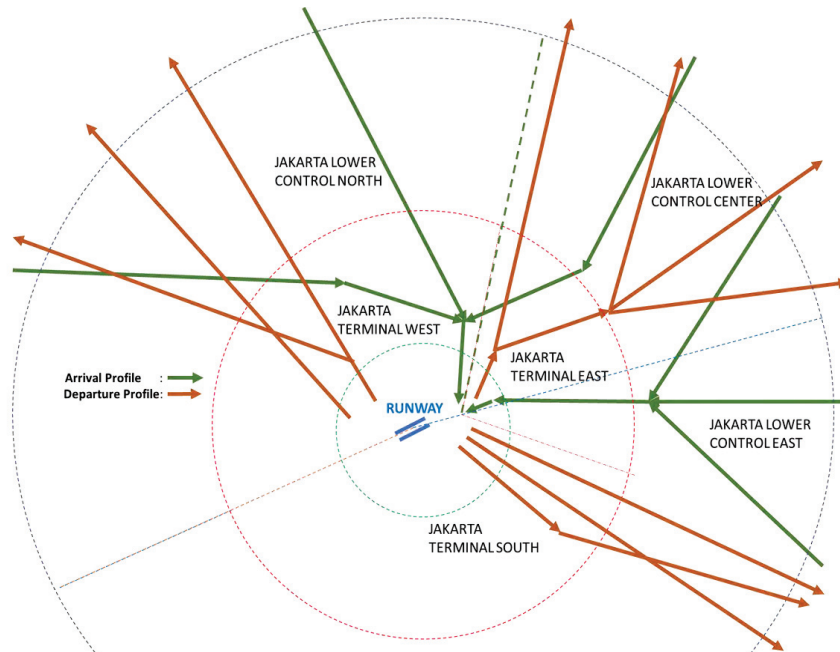 JAKARTA LOWER
CONTROL NORTH
JAKARTA LOWER
CONTROL CENTER
JAKARTA
TERMINAL WEST
JAKARTA
TERMINAL EAST
Arrival Profile :
Departure Profile:
RUNWAY
JAKARTA LOWER
CONTROL EAST
JAKARTA
TERMINAL SOUTH